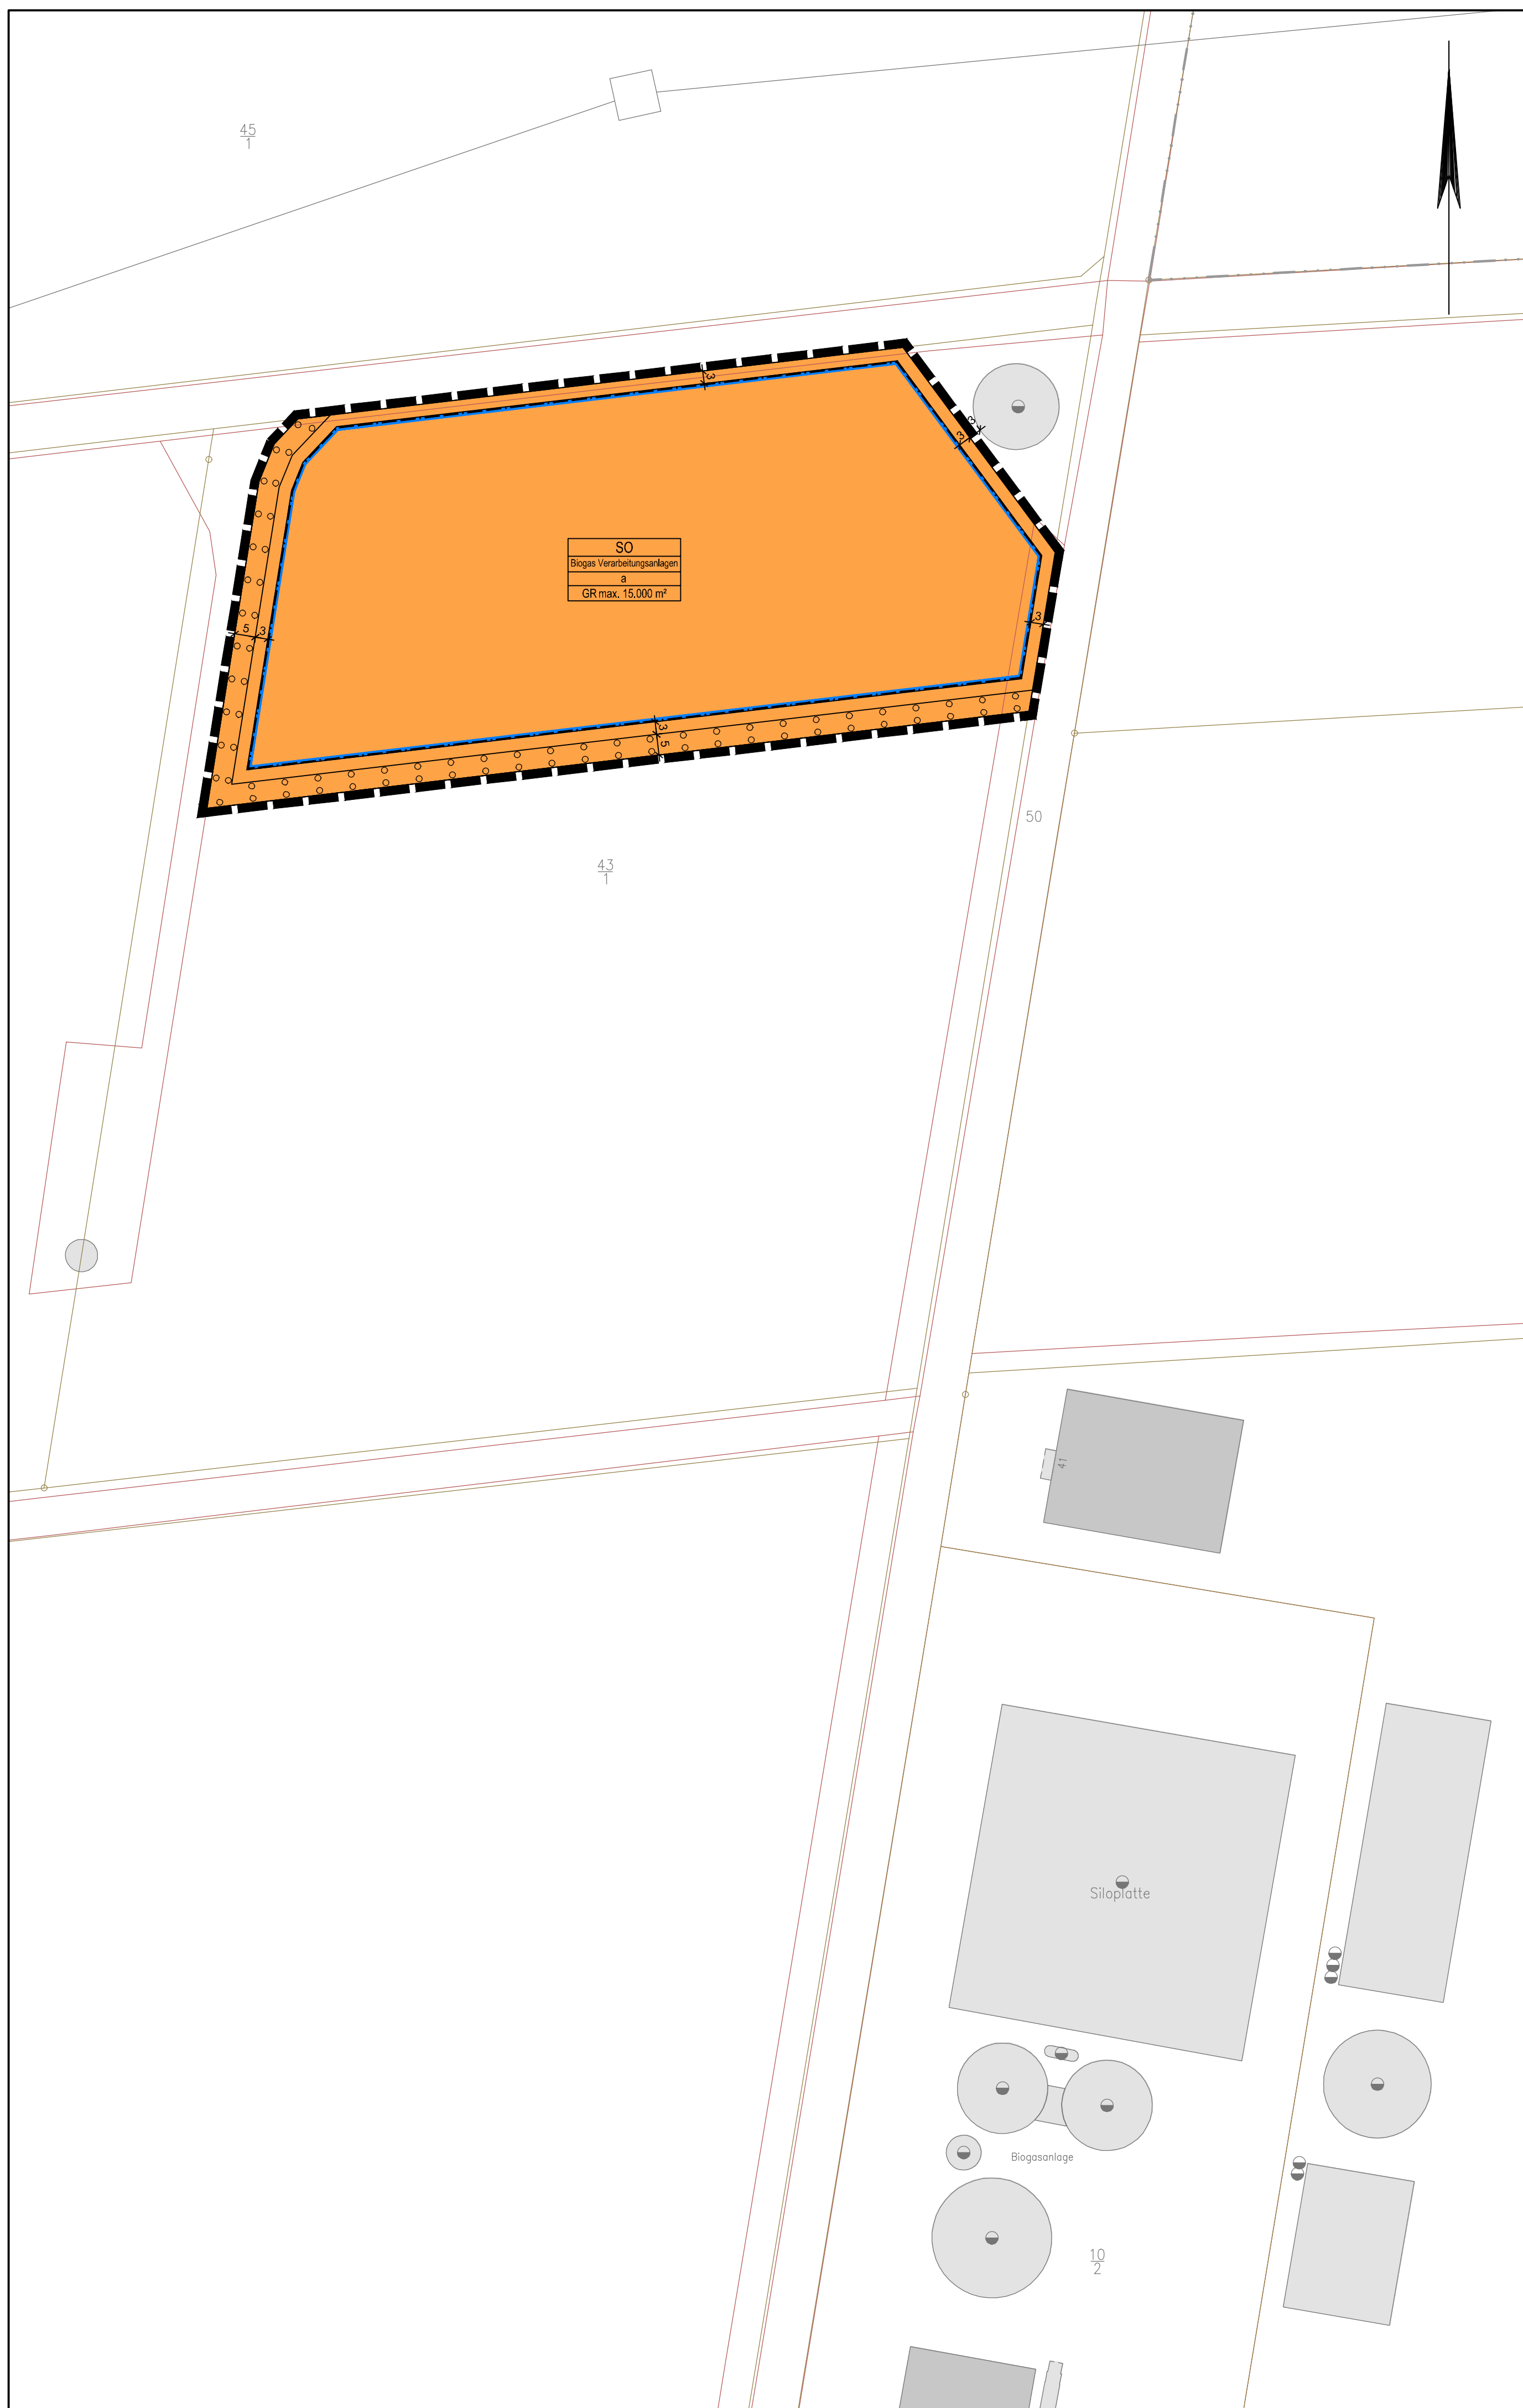 45
1
3
3
3
SO
Biogas Verarbeitungsanlagen
a
GR max. 15.000 m²
3
5
3
3
5
50
43
1
41
Siloplatte
Biogasanlage
10
2